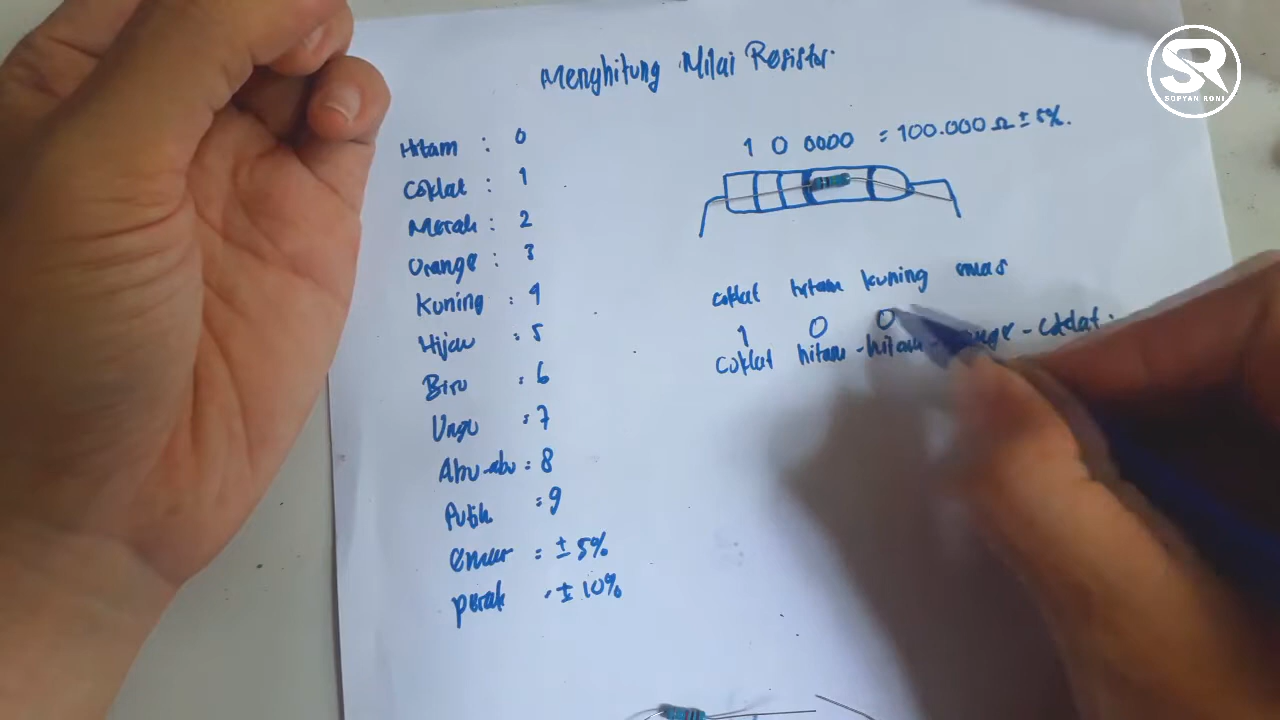 SR
SOPYAN RONI
Menghitung Nilai Resistor.
Hitam : 0
Coklat : 1
Merah : 2
Orange : 3
Kuning : 4
Hijau : 5
Biru : 6
Ungu : 7
Abu-abu : 8
Putih : 9
emas : ± 5%
perak : ± 10%
1 0 0000 = 100.000 Ω ± 5%.
coklat hitam kuning emas
1 0 0
Coklat hitam - hitam - - Coklat.